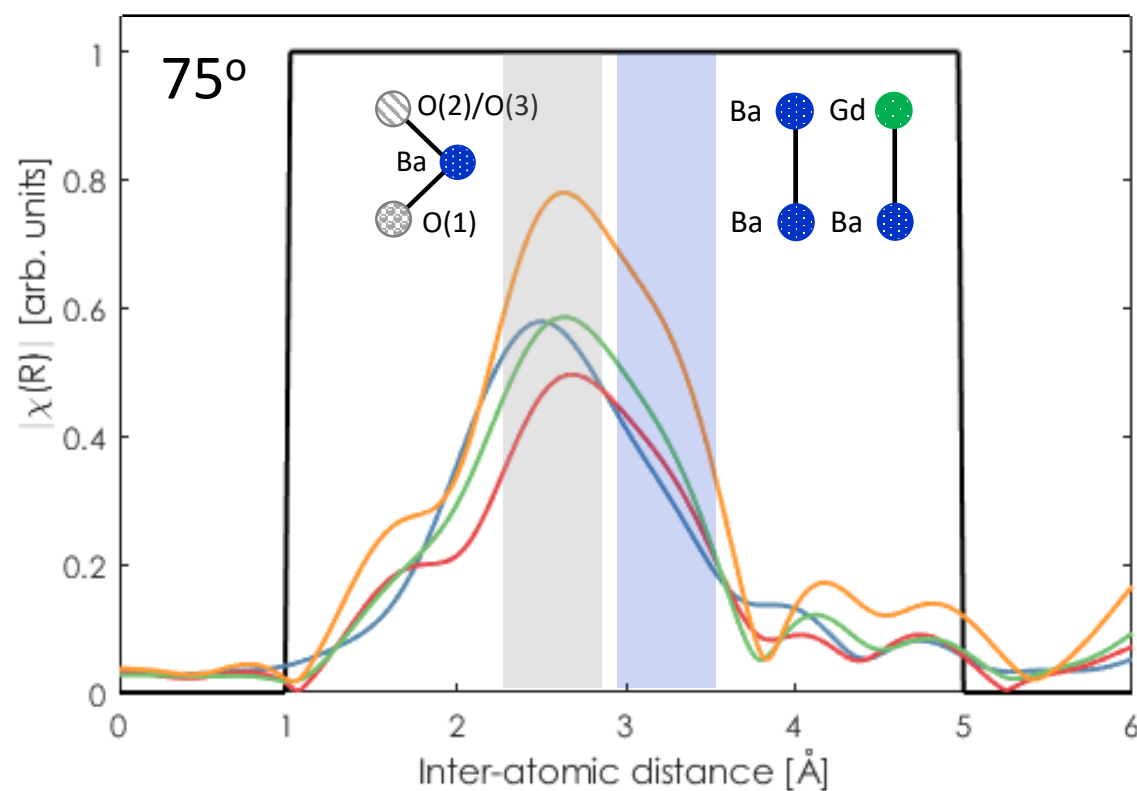 75º
O(2)/O(3)
Ba
O(1)
Ba Gd
Ba Ba
|χ(R)| [arb. units]
1
0.8
0.6
0.4
0.2
0
0 1 2 3 4 5 6
Inter-atomic distance [Å]